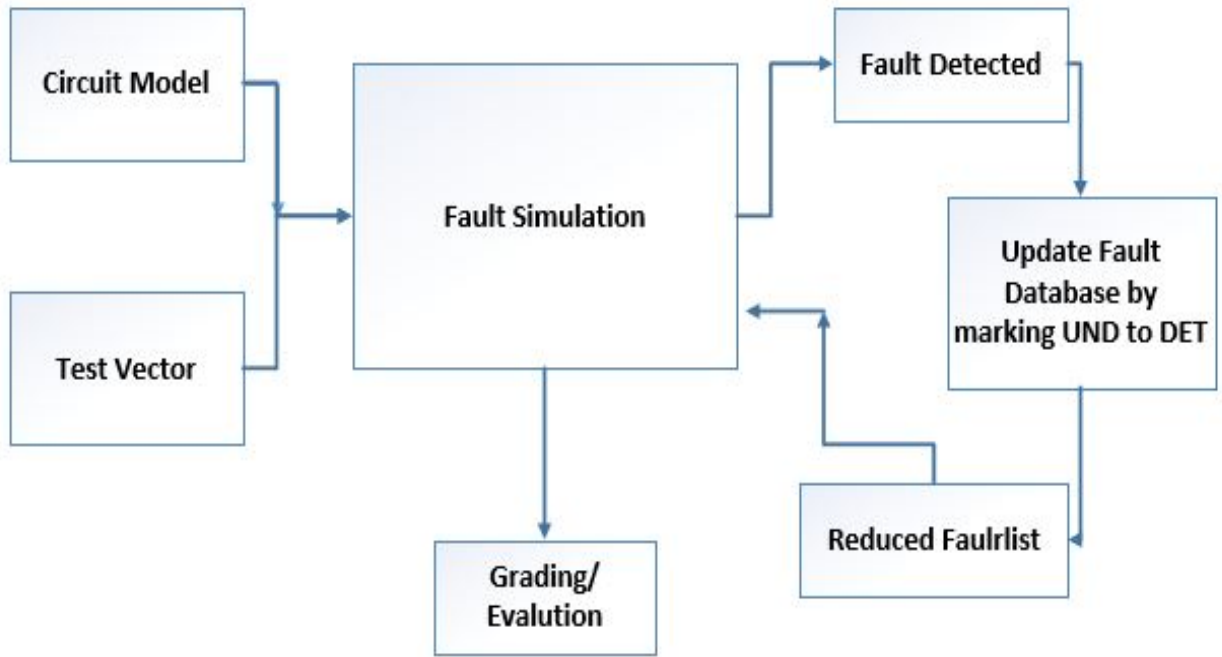 Circuit Model
Fault Detected
Fault Simulation
Update Fault
Database by
marking UND to DET
Test Vector
Reduced Faulrlist
Grading/
Evalution